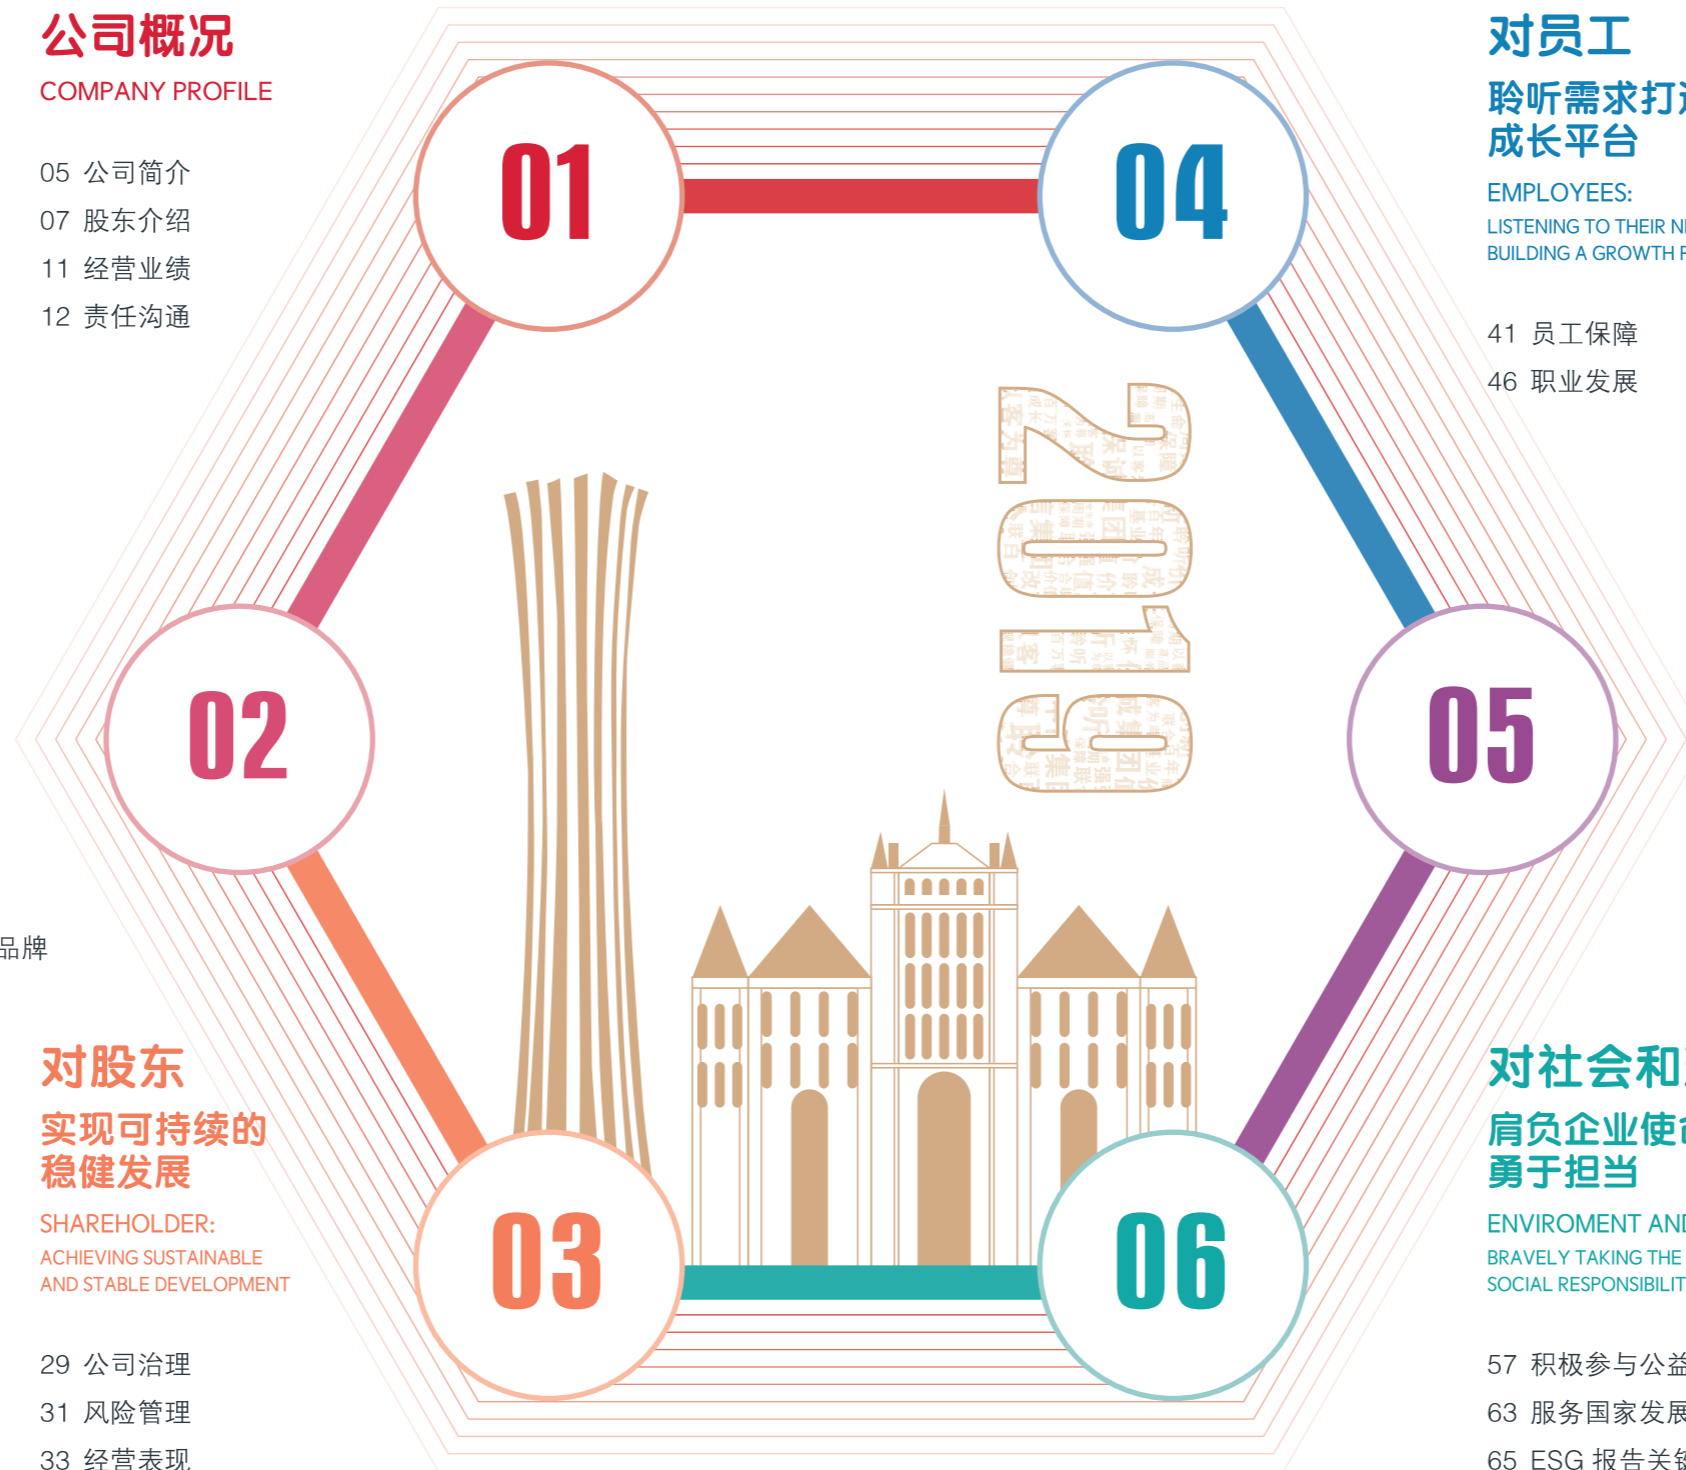 公司概况
COMPANY PROFILE
05 公司简介
07 股东介绍
11 经营业绩
12 责任沟通
01
02
品牌
对股东
实现可持续的
稳健发展
SHAREHOLDER:
ACHIEVING SUSTAINABLE
AND STABLE DEVELOPMENT
29 公司治理
31 风险管理
33 经营表现
03
2019
04
对员工
聆听需求打
成长平台
EMPLOYEES:
LISTENING TO THEIR
BUILDING A GROWTH
41 员工保障
46 职业发展
05
对社会和
肩负企业使命
勇于担当
ENVIROMENT AND
BRAVELY TAKING THE
SOCIAL RESPONSIBILIT
57 积极参与公益
63 服务国家发展
65 ESG 报告关键
06